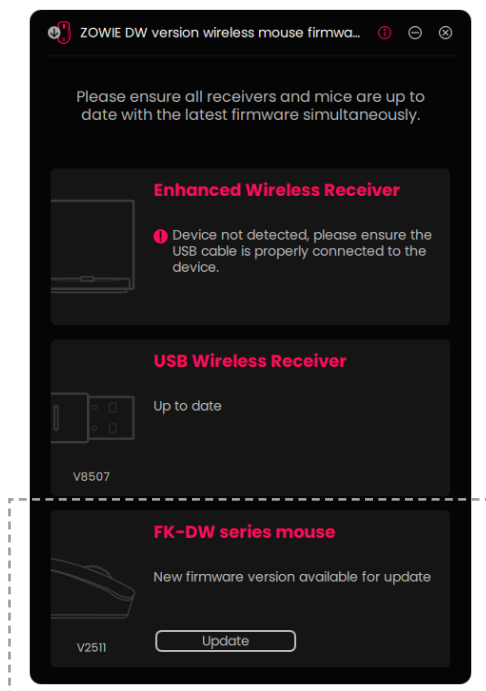 ZOWIE DW version wireless mouse firmwa...
Please ensure all receivers and mice are up to
date with the latest firmware simultaneously.
Enhanced Wireless Receiver
Device not detected, please ensure the
USB cable is properly connected to the
device.
USB Wireless Receiver
Up to date
V8507
FK-DW series mouse
New firmware version available for update
V2511
Update